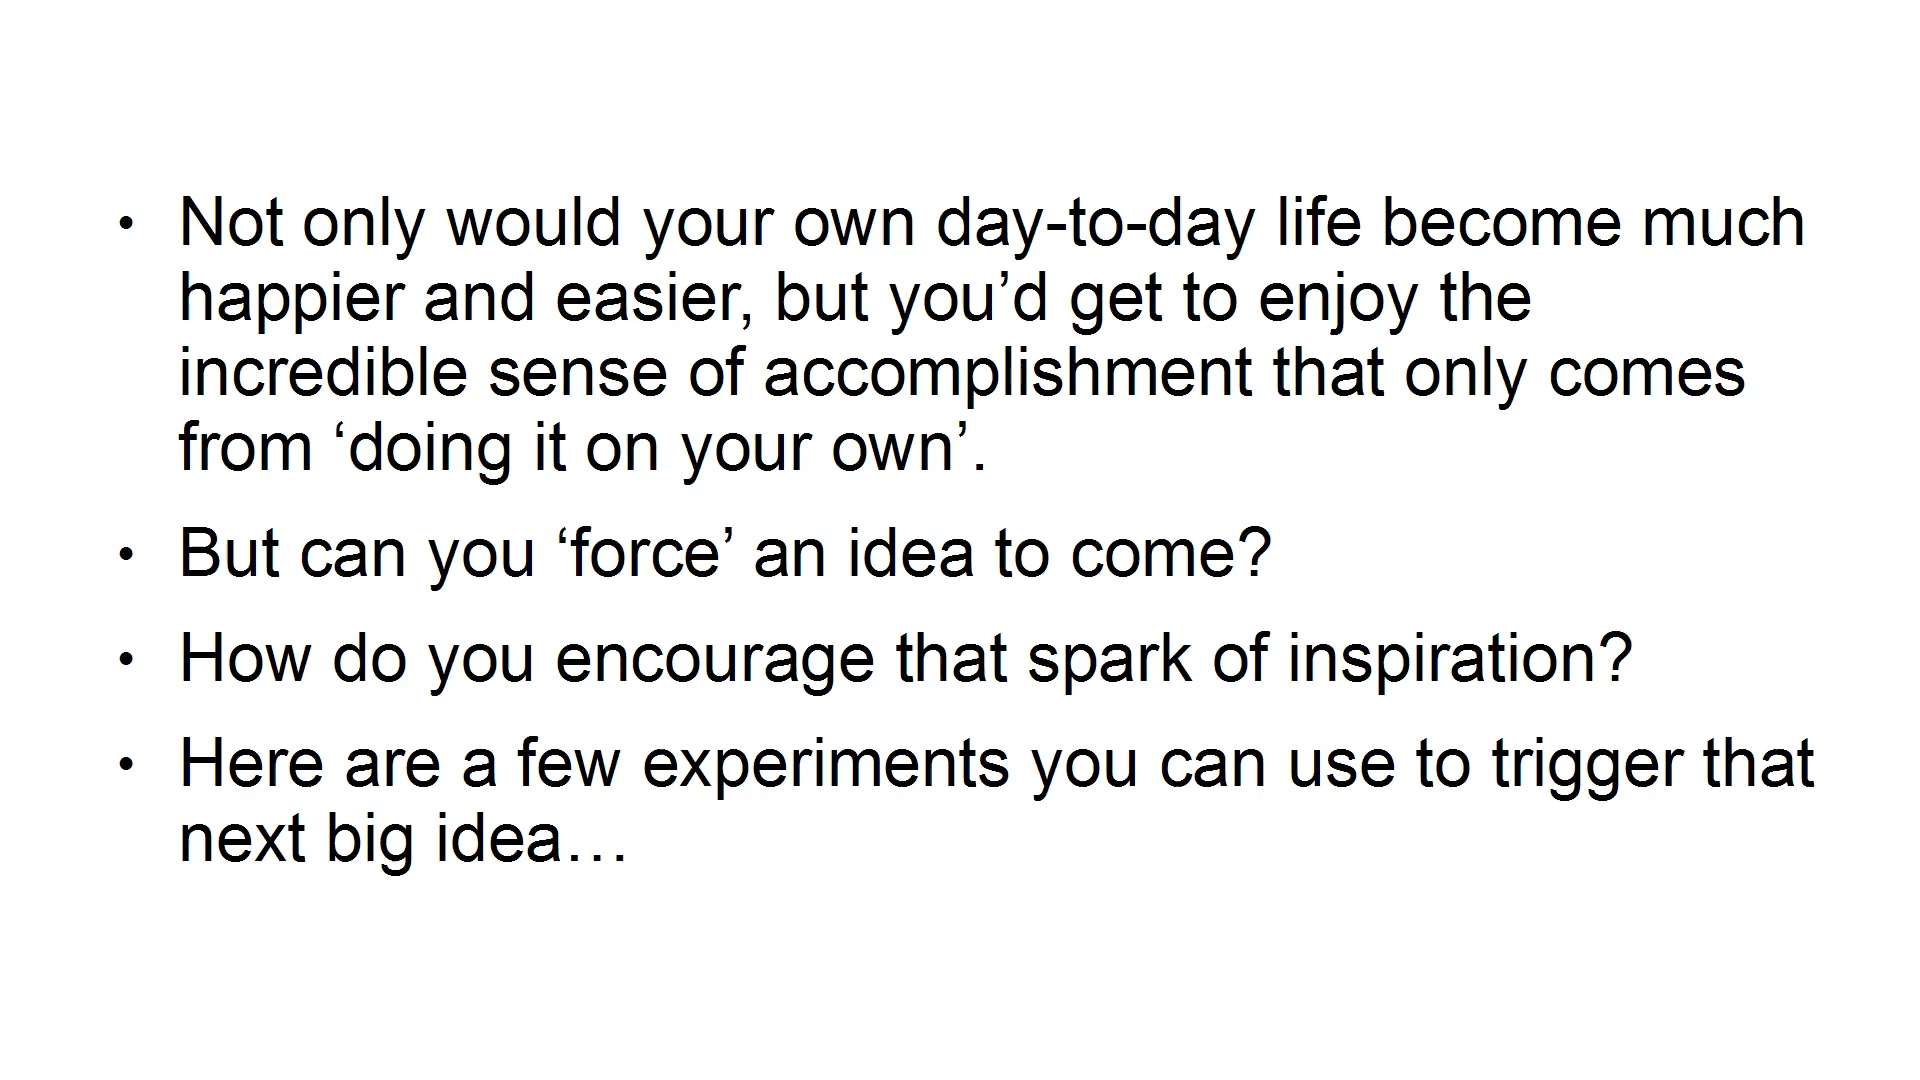 • Not only would your own day-to-day life become much
happier and easier, but you’d get to enjoy the
incredible sense of accomplishment that only comes
from ‘doing it on your own’.
• But can you ‘force’ an idea to come?
• How do you encourage that spark of inspiration?
• Here are a few experiments you can use to trigger that
next big idea…